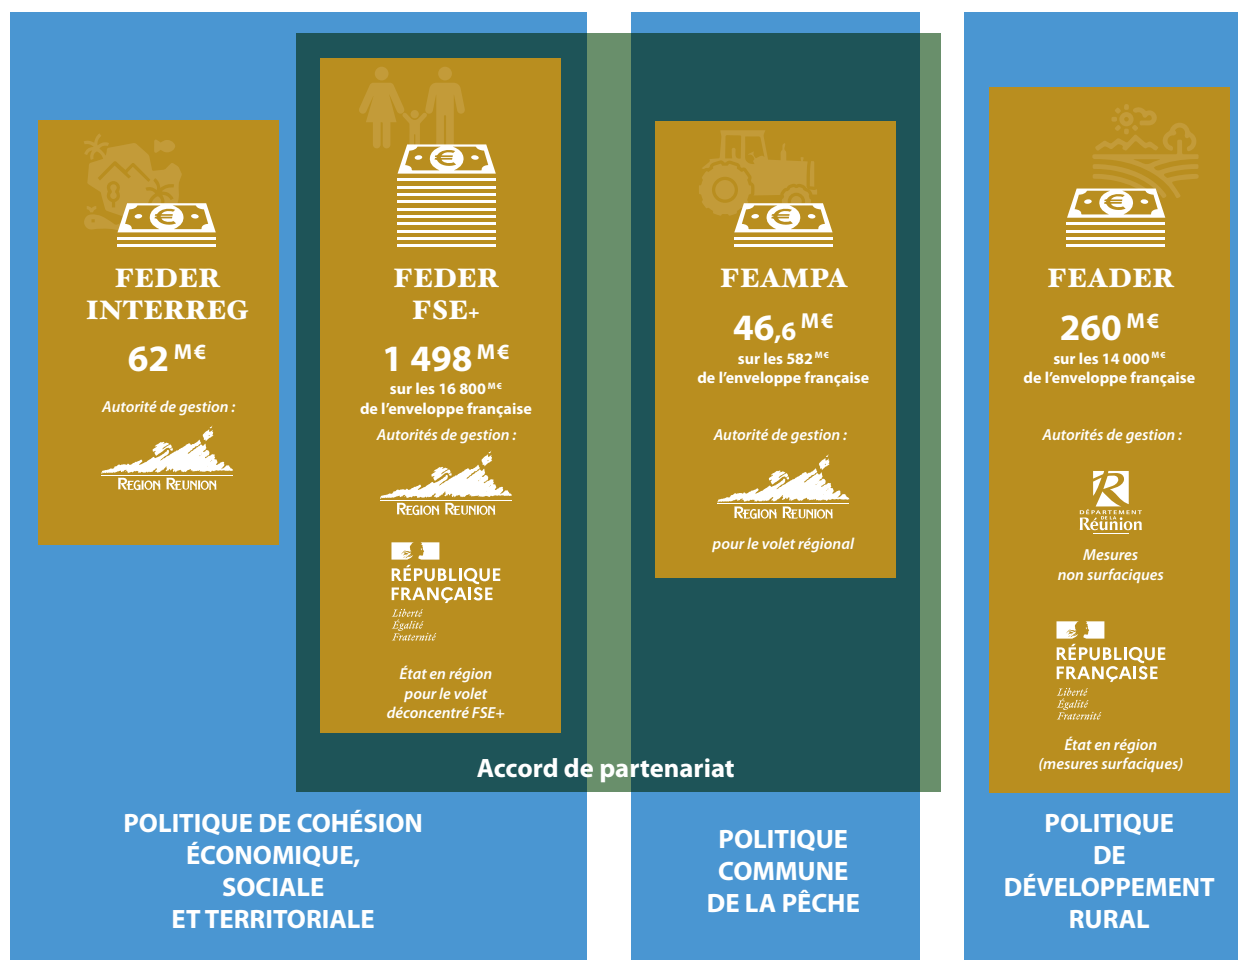 FEDER
INTERREG
62 M€
Autorité de gestion :
REGION REUNION
FEDER
FSE+
1 498 M€
sur les 16 800 M€
de l’enveloppe française
Autorités de gestion :
REGION REUNION
RÉPUBLIQUE
FRANÇAISE
Liberté
Égalité
Fraternité
État en région
pour le volet
déconcentré FSE+
FEAMPA
46,6 M€
sur les 582 M€
de l’enveloppe française
Autorité de gestion :
REGION REUNION
pour le volet régional
Accord de partenariat
FEADER
260 M€
sur les 14 000 M€
de l’enveloppe française
Autorités de gestion :
DÉPARTEMENT
DE LA
Réunion
Mesures
non surfaciques
RÉPUBLIQUE
FRANÇAISE
Liberté
Égalité
Fraternité
État en région
(mesures surfaciques)
POLITIQUE DE COHÉSION
ÉCONOMIQUE,
SOCIALE
ET TERRITORIALE
POLITIQUE
COMMUNE
DE LA PÊCHE
POLITIQUE
DE
DÉVELOPPEMENT
RURAL